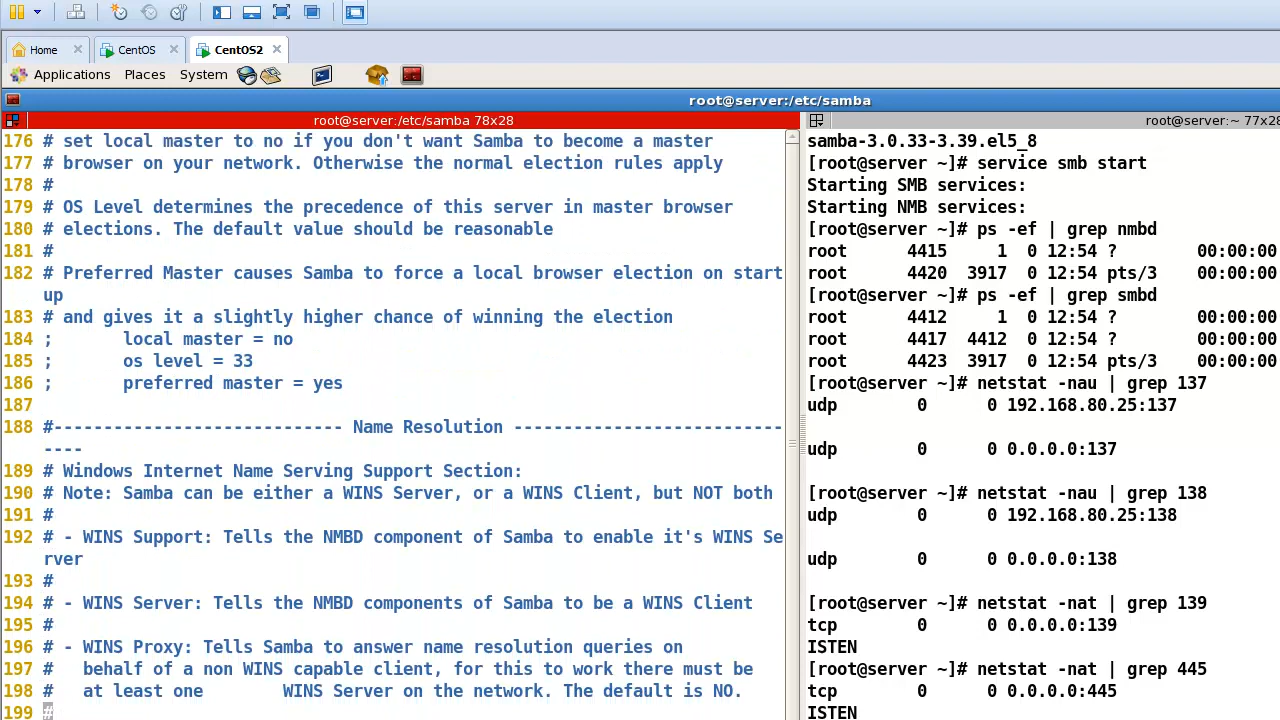 Home
CentOS
CentOS2
Applications Places System
root@server:/etc/samba
root@server:/etc/samba 78x28
176 # set local master to no if you don't want Samba to become a master
177 # browser on your network. Otherwise the normal election rules apply
178 #
179 # OS Level determines the precedence of this server in master browser
180 # elections. The default value should be reasonable
181 #
182 # Preferred Master causes Samba to force a local browser election on start
up
183 # and gives it a slightly higher chance of winning the election
184 ;       local master = no
185 ;       os level = 33
186 ;       preferred master = yes
187
188 #---------------------------- Name Resolution ---------------------------
----
189 # Windows Internet Name Serving Support Section:
190 # Note: Samba can be either a WINS Server, or a WINS Client, but NOT both
191 #
192 # - WINS Support: Tells the NMBD component of Samba to enable it's WINS Se
rver
193 #
194 # - WINS Server: Tells the NMBD components of Samba to be a WINS Client
195 #
196 # - WINS Proxy: Tells Samba to answer name resolution queries on
197 #   behalf of a non WINS capable client, for this to work there must be
198 #   at least one        WINS Server on the network. The default is NO.
199 #
root@server:~ 77x28
samba-3.0.33-3.39.el5_8
[root@server ~]# service smb start
Starting SMB services:
Starting NMB services:
[root@server ~]# ps -ef | grep nmbd
root      4415     1  0 12:54 ?        00:00:00
root      4420  3917  0 12:54 pts/3    00:00:00
[root@server ~]# ps -ef | grep smbd
root      4412     1  0 12:54 ?        00:00:00
root      4417  4412  0 12:54 ?        00:00:00
root      4423  3917  0 12:54 pts/3    00:00:00
[root@server ~]# netstat -nau | grep 137
udp        0      0 192.168.80.25:137
udp        0      0 0.0.0.0:137
[root@server ~]# netstat -nau | grep 138
udp        0      0 192.168.80.25:138
udp        0      0 0.0.0.0:138
[root@server ~]# netstat -nat | grep 139
tcp        0      0 0.0.0.0:139
ISTEN
[root@server ~]# netstat -nat | grep 445
tcp        0      0 0.0.0.0:445
ISTEN